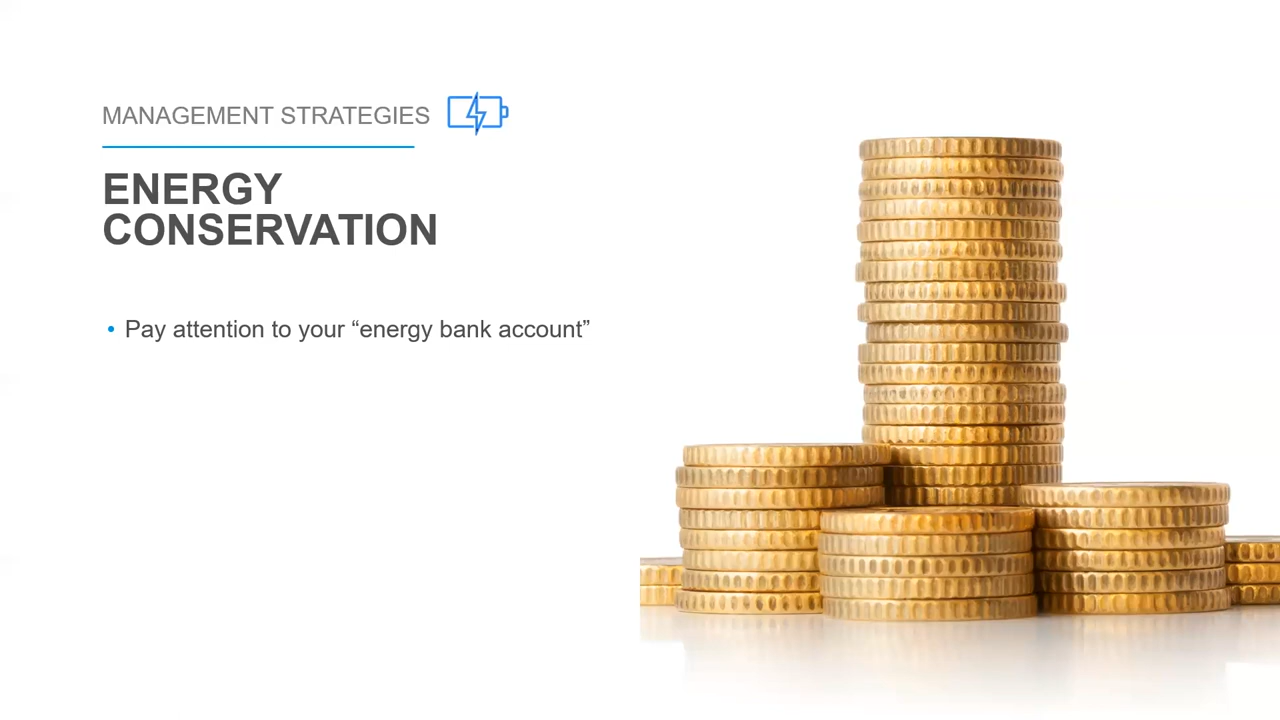 MANAGEMENT STRATEGIES
ENERGY
CONSERVATION
• Pay attention to your “energy bank account”